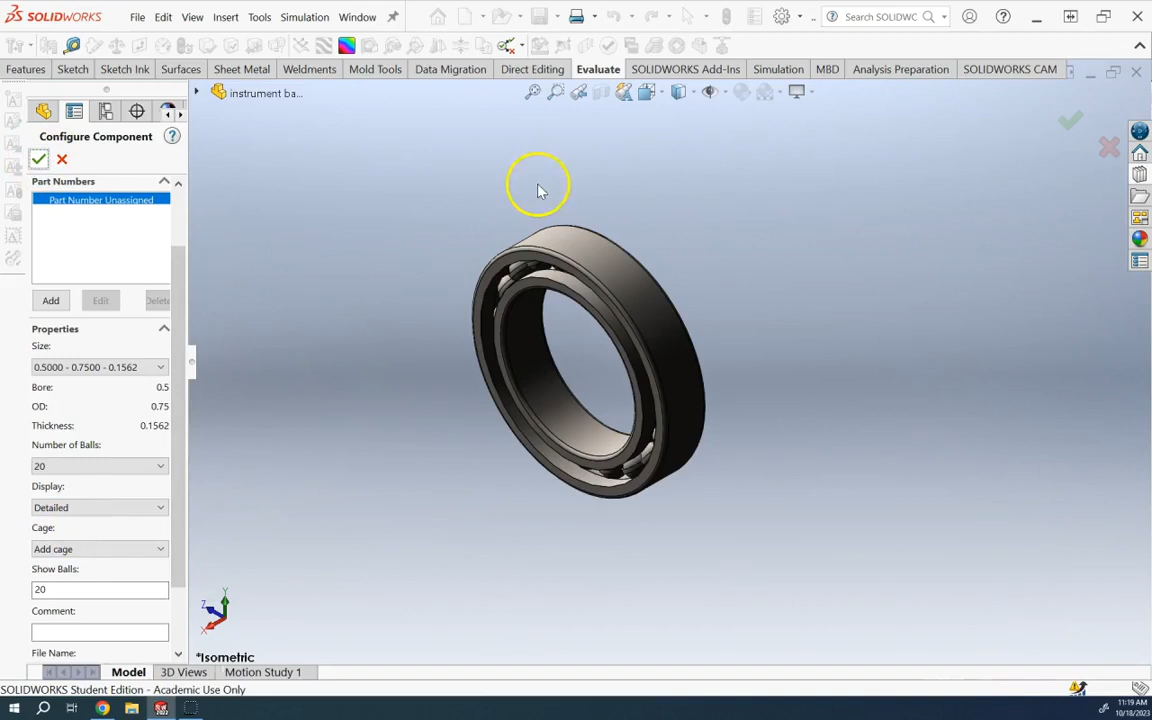 SOLIDWORKS File Edit View Insert Tools Simulation Window Search SOLIDWC
Features Sketch Sketch Ink Surfaces Sheet Metal Weldments Mold Tools Data Migration Direct Editing Evaluate SOLIDWORKS Add-Ins Simulation MBD Analysis Preparation SOLIDWORKS CAM
instrument ba...
Configure Component
Part Numbers
Part Number Unassigned
Add Edit Delete
Properties
Size:
0.5000 - 0.7500 - 0.1562
Bore: 0.5
OD: 0.75
Thickness: 0.1562
Number of Balls:
20
Display:
Detailed
Cage:
Add cage
Show Balls:
20
Comment:
File Name:
Y
Z
X
*Isometric
Model 3D Views Motion Study 1
SOLIDWORKS Student Edition - Academic Use Only
11:19 AM
10/18/2023